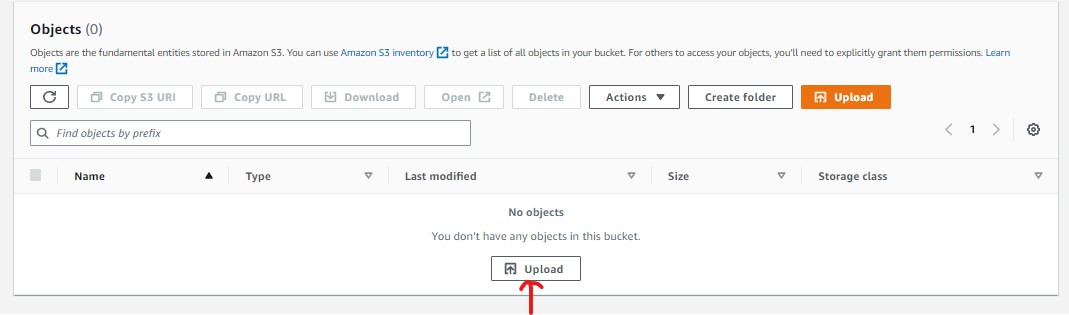 Objects (0)
Objects are the fundamental entities stored in Amazon S3. You can use Amazon S3 inventory to get a list of all objects in your bucket. For others to access your objects, you'll need to explicitly grant them permissions. Learn
more
Copy S3 URI Copy URL Download Open Delete Actions Create folder Upload
Find objects by prefix 1
Name Type Last modified Size Storage class
No objects
You don't have any objects in this bucket.
Upload